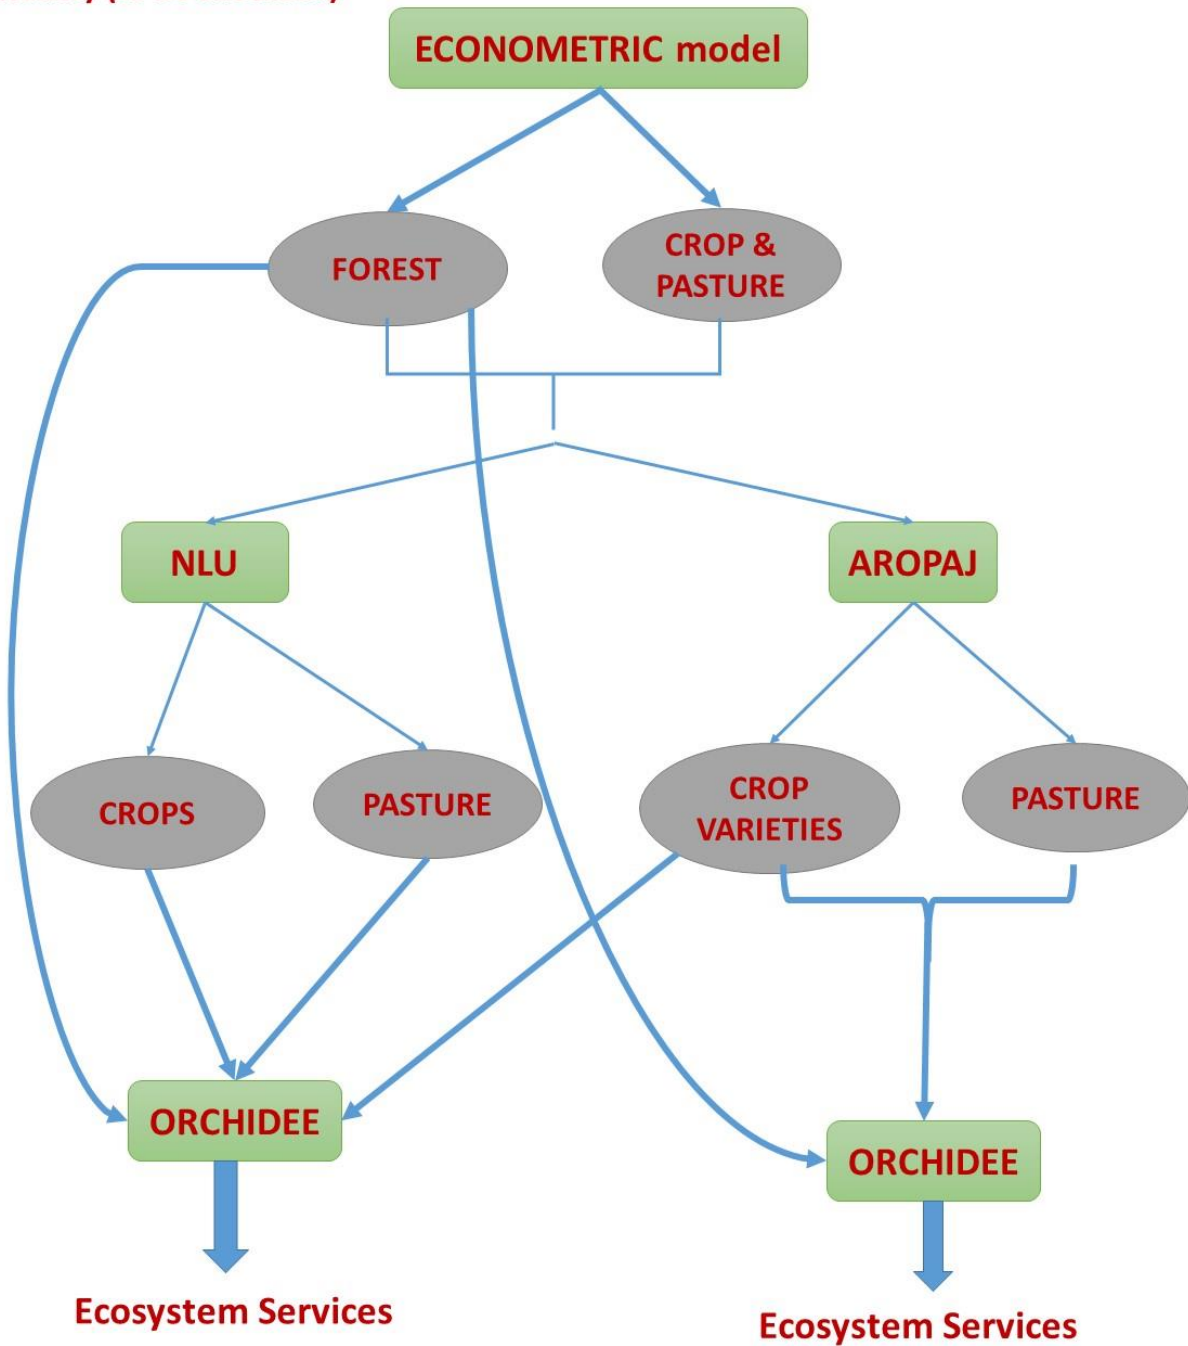 ECONOMETRIC model
FOREST
CROP &
PASTURE
NLU
AROPAJ
CROPS
PASTURE
CROP
VARIETIES
PASTURE
ORCHIDEE
ORCHIDEE
Ecosystem Services
Ecosystem Services